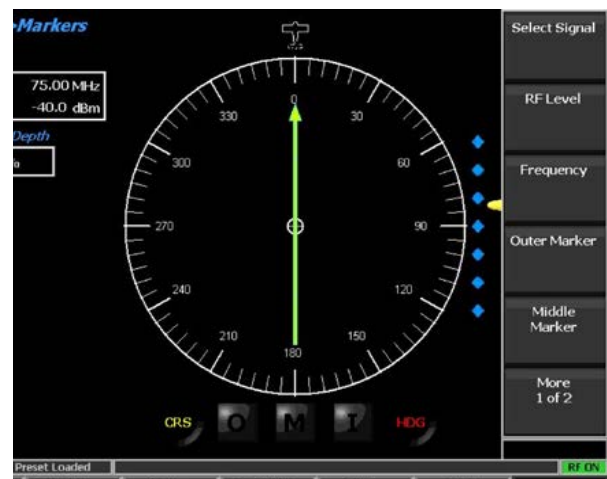 Markers
Select Signal
75.00 MHz
-40.0 dBm
RF Level
Depth
%
Frequency
Outer Marker
Middle
Marker
More
1 of 2
0
30
60
90
120
150
180
210
240
270
300
330
CRS
O
M
I
HDG
Preset Loaded
RF ON